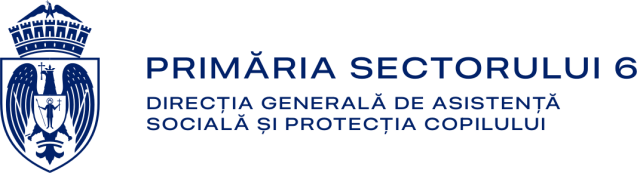 PRIMĂRIA SECTORULUI 6
DIRECȚIA GENERALĂ DE ASISTENȚĂ
SOCIALĂ ȘI PROTECȚIA COPILULUI